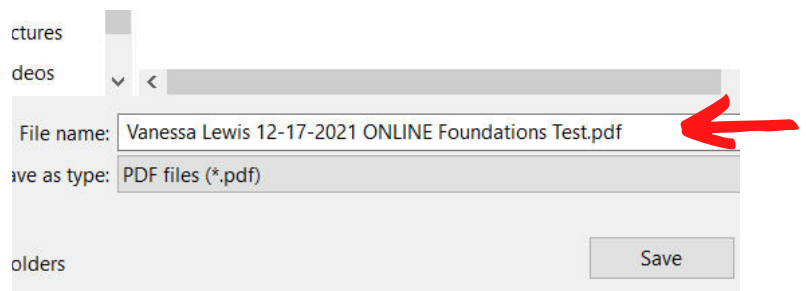 ctures
deos
File name: Vanessa Lewis 12-17-2021 ONLINE Foundations Test.pdf
ave as type: PDF files (*.pdf)
olders
Save